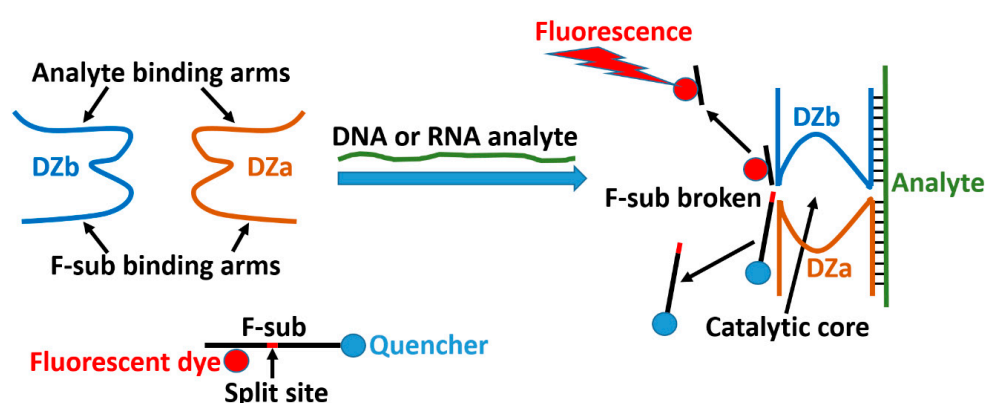 Fluorescence
Analyte binding arms
DZb
DZa
DNA or RNA analyte
F-sub binding arms
DZb
Analyte
F-sub broken
DZa
Catalytic core
F-sub
Quencher
Fluorescent dye
Split site